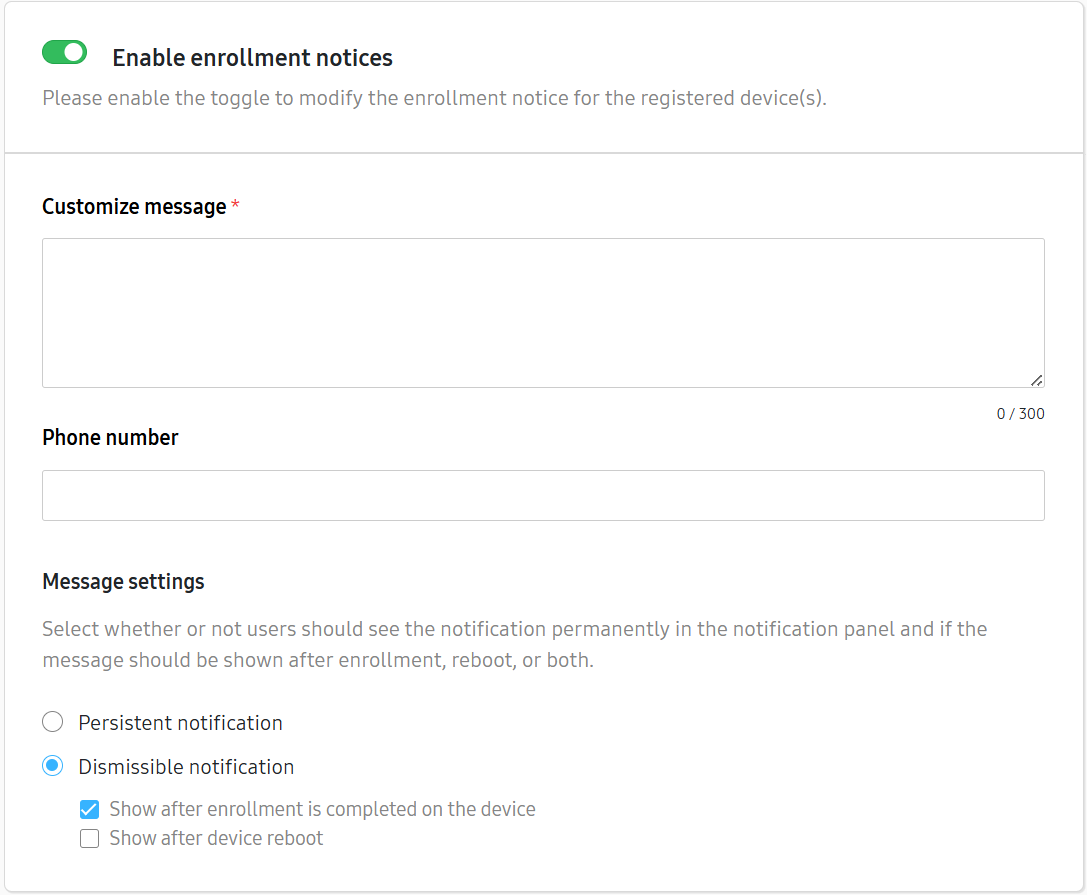 Enable enrollment notices
Please enable the toggle to modify the enrollment notice for the registered device(s).
Customize message *
0 / 300
Phone number
Message settings
Select whether or not users should see the notification permanently in the notification panel and if the
message should be shown after enrollment, reboot, or both.
Persistent notification
Dismissible notification
Show after enrollment is completed on the device
Show after device reboot